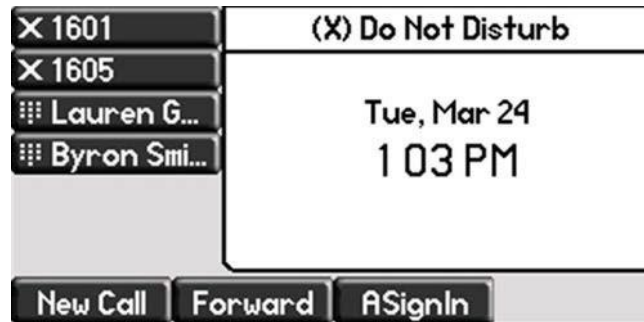 X 1601
X 1605
Lauren G...
Byron Smi...
(X) Do Not Disturb
Tue, Mar 24
1 03 PM
New Call
Forward
ASignIn